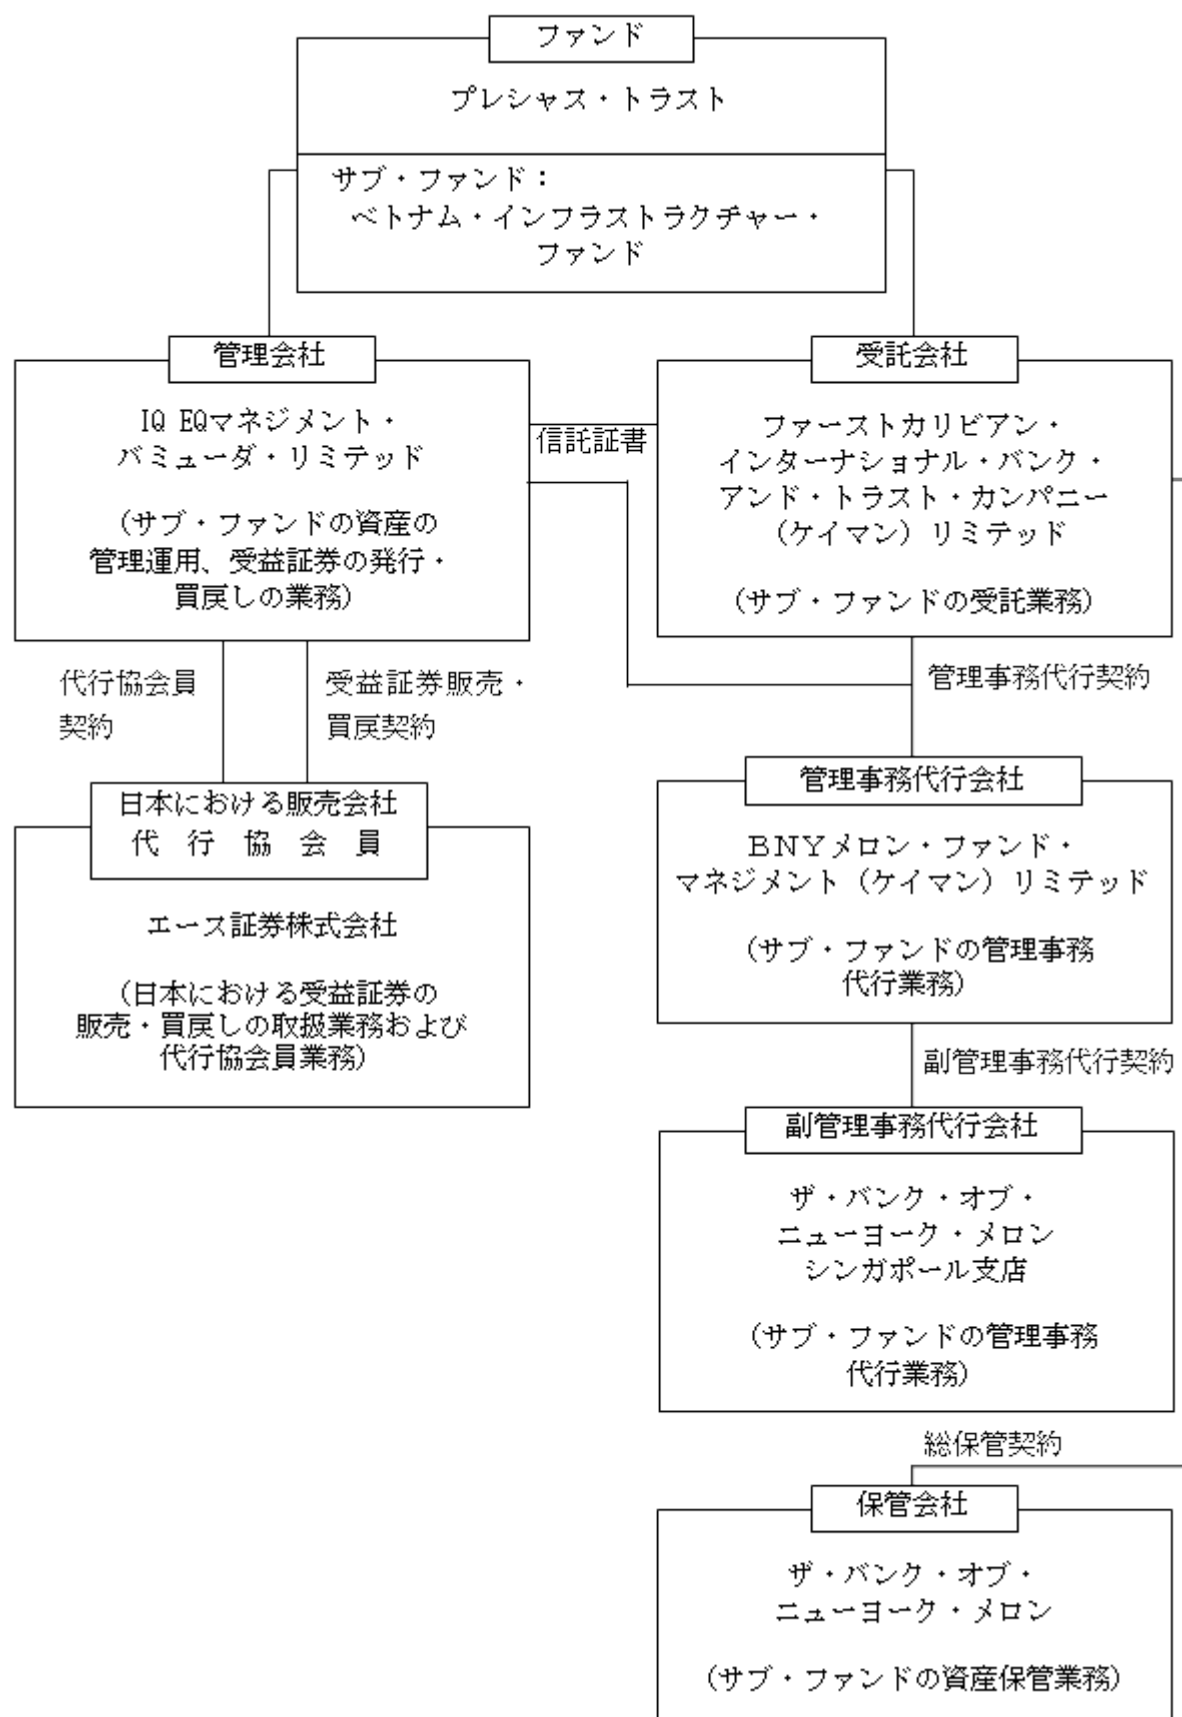 ファンド
プレシャス・トラスト
サブ・ファンド：
ベトナム・インフラストラクチャー・
ファンド
管理会社
IQ EQマネジメント・
バミューダ・リミテッド
(サブ・ファンドの資産の
管理運用、受益証券の発行・
買戻しの業務)
信託証書
受託会社
ファーストカリビアン・
インターナショナル・バンク・
アンド・トラスト・カンパニー
(ケイマン) リミテッド
(サブ・ファンドの受託業務)
代行協会員
契約
受益証券販売・
買戻契約
管理事務代行契約
日本における販売会社
代行協会員
エース証券株式会社
(日本における受益証券の
販売・買戻しの取扱業務および
代行協会員業務)
管理事務代行会社
ＢＮＹメロン・ファンド・
マネジメント (ケイマン) リミテッド
(サブ・ファンドの管理事務
代行業務)
副管理事務代行契約
副管理事務代行会社
ザ・バンク・オブ・
ニューヨーク・メロン
シンガポール支店
(サブ・ファンドの管理事務
代行業務)
総保管契約
保管会社
ザ・バンク・オブ・
ニューヨーク・メロン
(サブ・ファンドの資産保管業務)